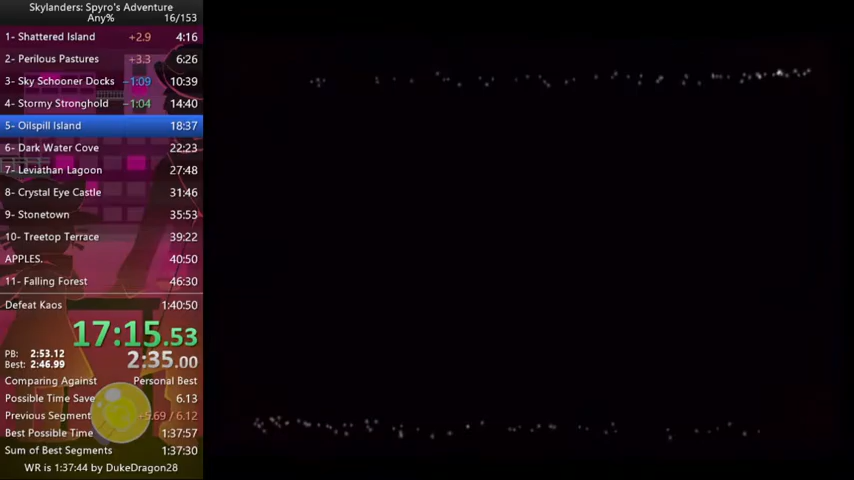 Skylanders: Spyro's Adventure
Any% 16/153
1- Shattered Island +2.9 4:16
2- Perilous Pastures +3.3 6:26
3- Sky Schooner Docks −1:09 10:39
4- Stormy Stronghold −1:04 14:40
5- Oilspill Island 18:37
6- Dark Water Cove 22:23
7- Leviathan Lagoon 27:48
8- Crystal Eye Castle 31:46
9- Stonetown 35:53
10- Treetop Terrace 39:22
APPLES. 40:50
11- Falling Forest 46:30
Defeat Kaos 1:40:50
17:15.53
PB: 2:53.12
Best: 2:46.99
2:35.00
Comparing Against Personal Best
Possible Time Save 6.13
Previous Segment +5.69 / 6.12
Best Possible Time 1:37:57
Sum of Best Segments 1:37:30
WR is 1:37:44 by DukeDragon28